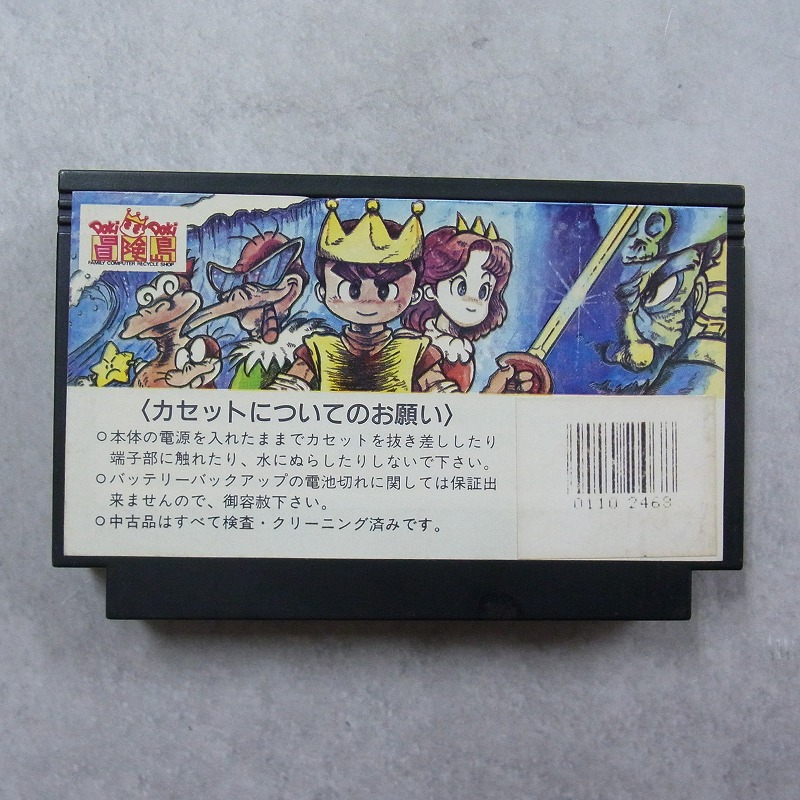 Doki Doki
冒険島
FAMILY COMPUTER RECYCLE SHOP
〈カセットについてのお願い〉
○本体の電源を入れたままでカセットを抜き差ししたり
端子部に触れたり、水にぬらしたりしないで下さい。
○バッテリーバックアップの電池切れに関しては保証出
来ませんので、御容赦下さい。
○中古品はすべて検査・クリーニング済みです。
0110 2468